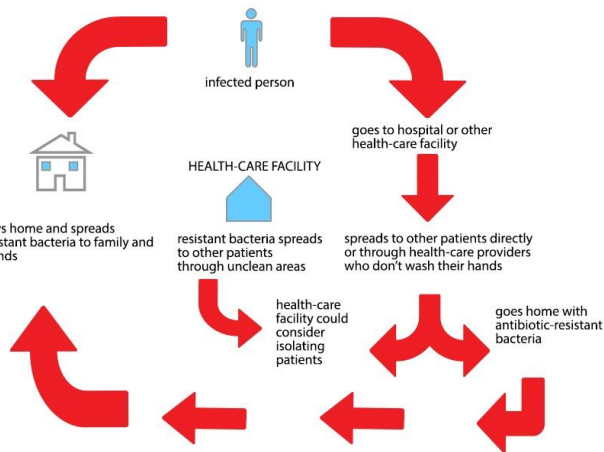 infected person
goes to hospital or other
health-care facility
HEALTH-CARE FACILITY
home and spreads
bacteria to family and
resistant bacteria spreads
to other patients
through unclean areas
spreads to other patients directly
or through health-care providers
who don't wash their hands
health-care
facility could
consider
isolating
patients
goes home with
antibiotic-resistant
bacteria